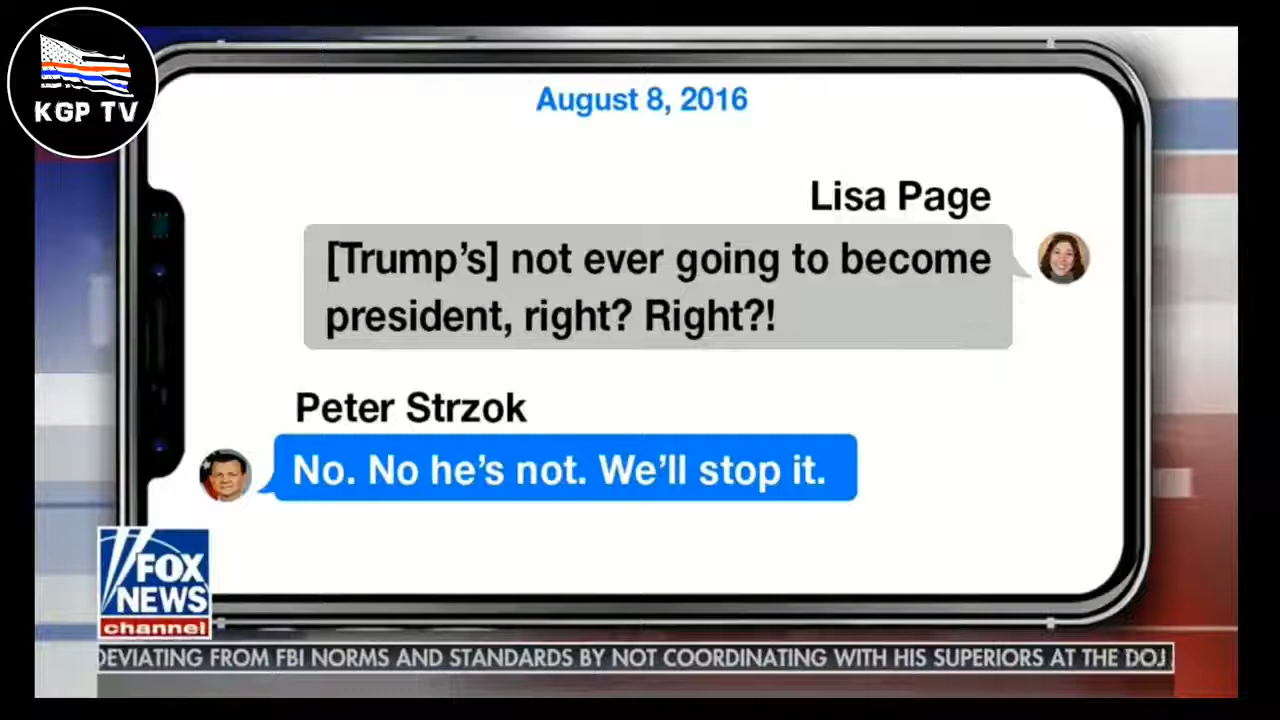 KGP TV
August 8, 2016
Lisa Page
[Trump’s] not ever going to become
president, right? Right?!
Peter Strzok
No. No he’s not. We’ll stop it.
FOX
NEWS
channel
DEVIATING FROM FBI NORMS AND STANDARDS BY NOT COORDINATING WITH HIS SUPERIORS AT THE DOJ